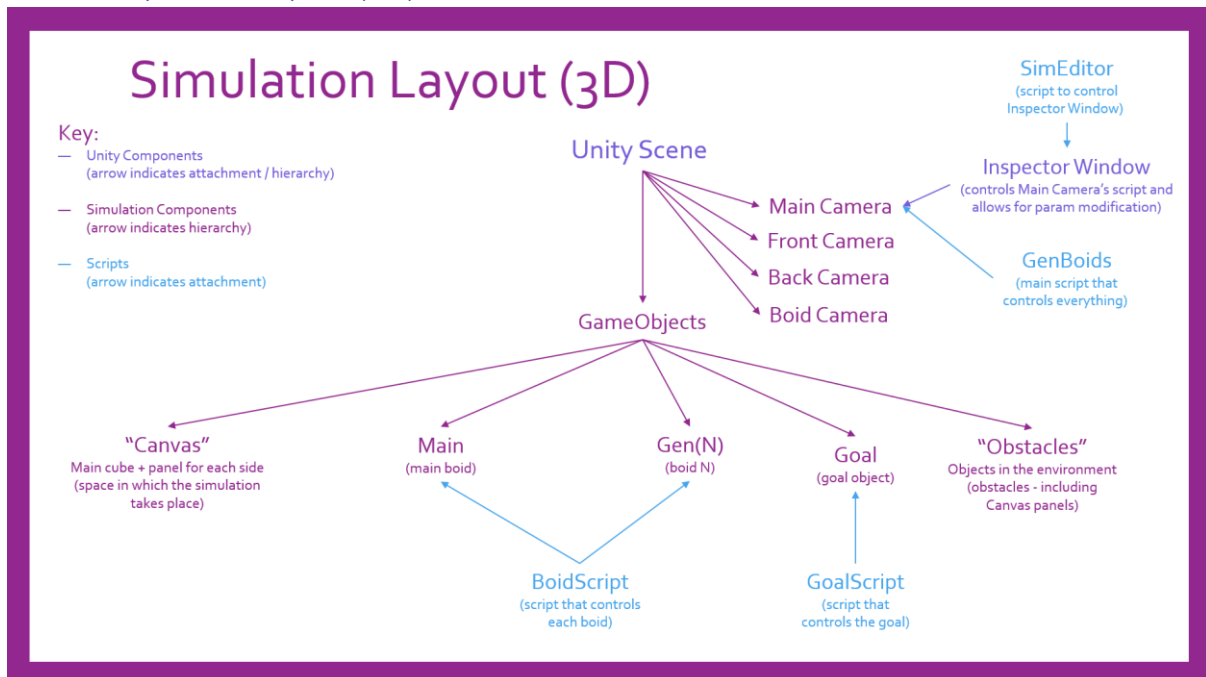 Simulation Layout (3D)
Key:
— Unity Components
(arrow indicates attachment / hierarchy)
— Simulation Components
(arrow indicates hierarchy)
— Scripts
(arrow indicates attachment)
Unity Scene
SimEditor
(script to control
Inspector Window)
Inspector Window
(controls Main Camera's script and
allows for param modification)
Main Camera
Front Camera
Back Camera
Boid Camera
GenBoids
(main script that
controls everything)
GameObjects
"Canvas"
Main cube + panel for each side
(space in which the simulation
takes place)
Main
(main boid)
Gen(N)
(boid N)
Goal
(goal object)
"Obstacles"
Objects in the environment
(obstacles - including
Canvas panels)
BoidScript
(script that controls
each boid)
GoalScript
(script that
controls the goal)